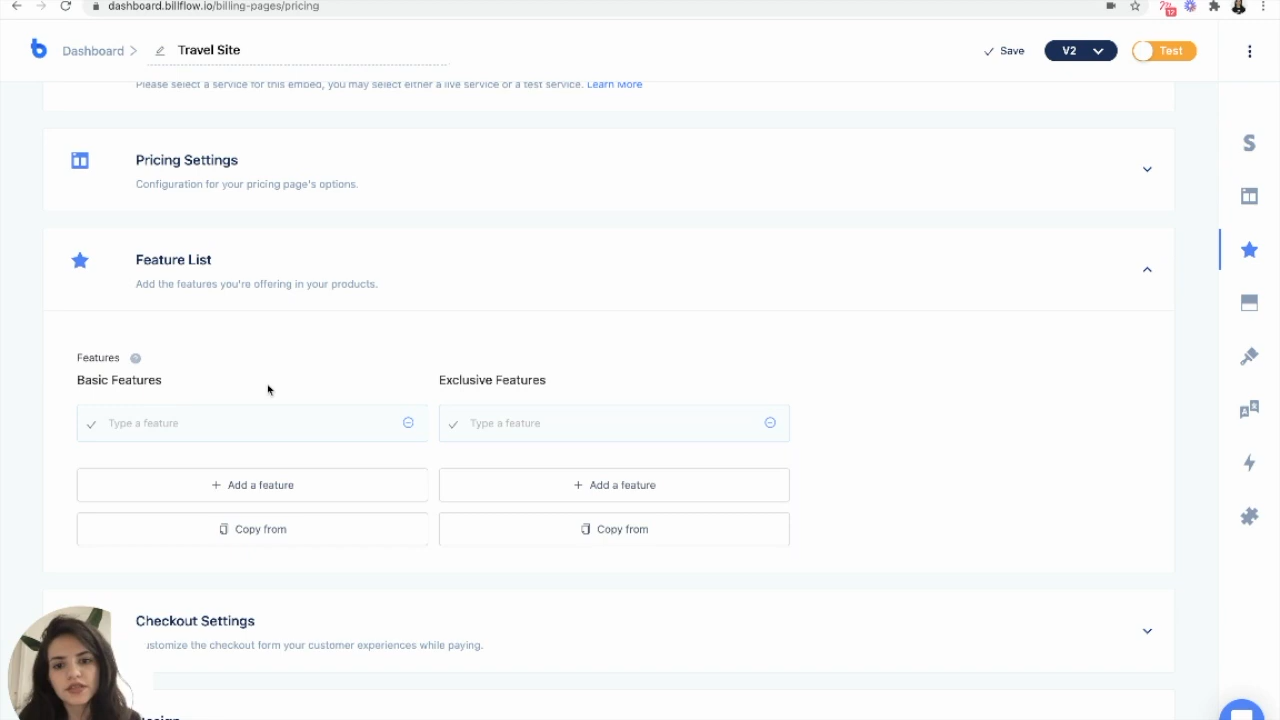 dashboard.billflow.io/billing-pages/pricing
12
Dashboard
Travel Site
Save
V2
Test
Please select a service for this embed, you may select either a live service or a test service. Learn More
Pricing Settings
Configuration for your pricing page's options.
S
Feature List
Add the features you're offering in your products.
Features ?
Basic Features
Exclusive Features
Type a feature
Type a feature
+ Add a feature
+ Add a feature
Copy from
Copy from
Checkout Settings
ustomize the checkout form your customer experiences while paying.